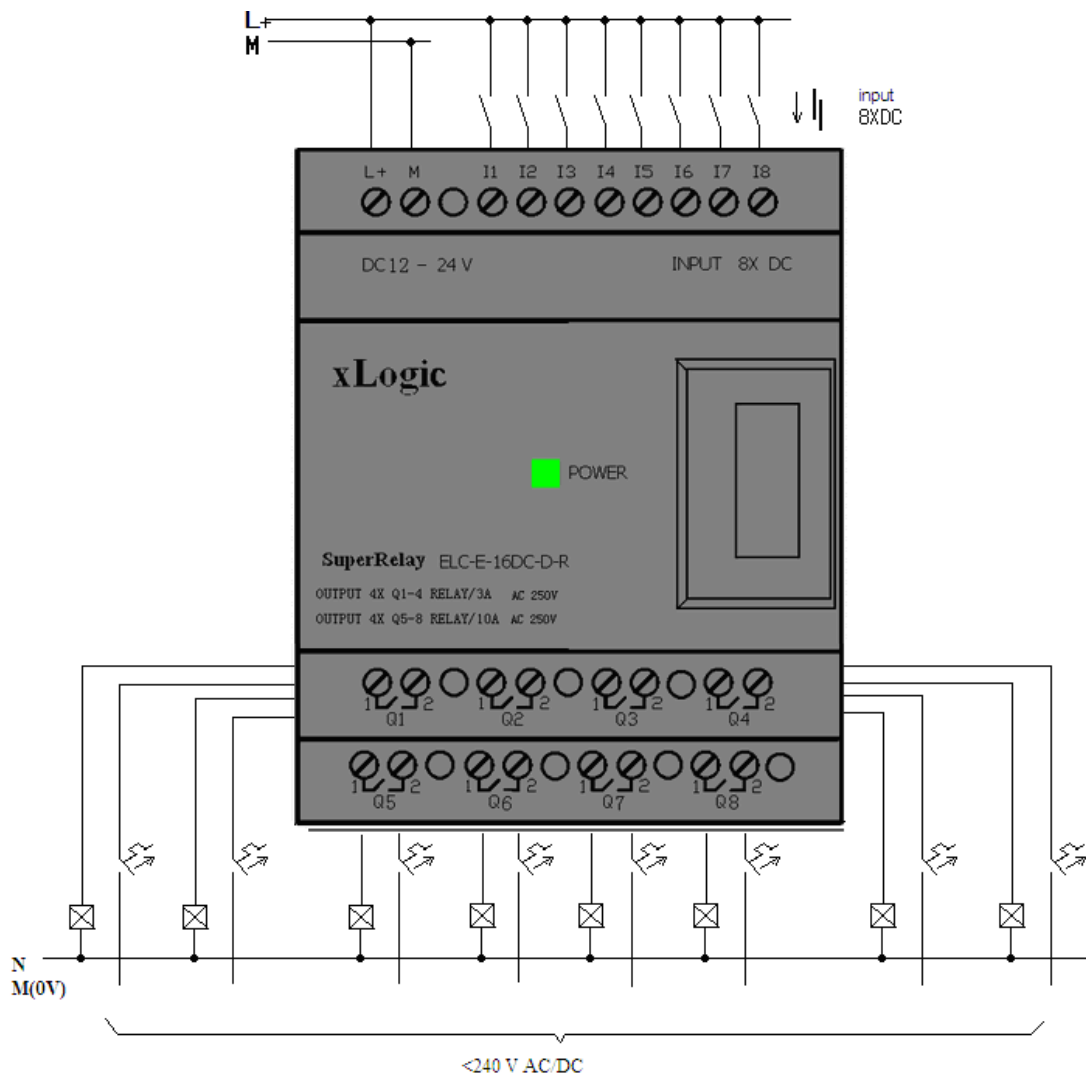 L+
M
input
8XDC
L+ M I1 I2 I3 I4 I5 I6 I7 I8
DC12 - 24 V INPUT 8X DC
xLogic
POWER
SuperRelay ELC-E-16DC-D-R
OUTPUT 4X Q1-4 RELAY/3A AC 250V
OUTPUT 4X Q5-8 RELAY/10A AC 250V
1 2 1 2 1 2 1 2
Q1 Q2 Q3 Q4
1 2 1 2 1 2 1 2
Q5 Q6 Q7 Q8
N
M(0V)
<240 V AC/DC